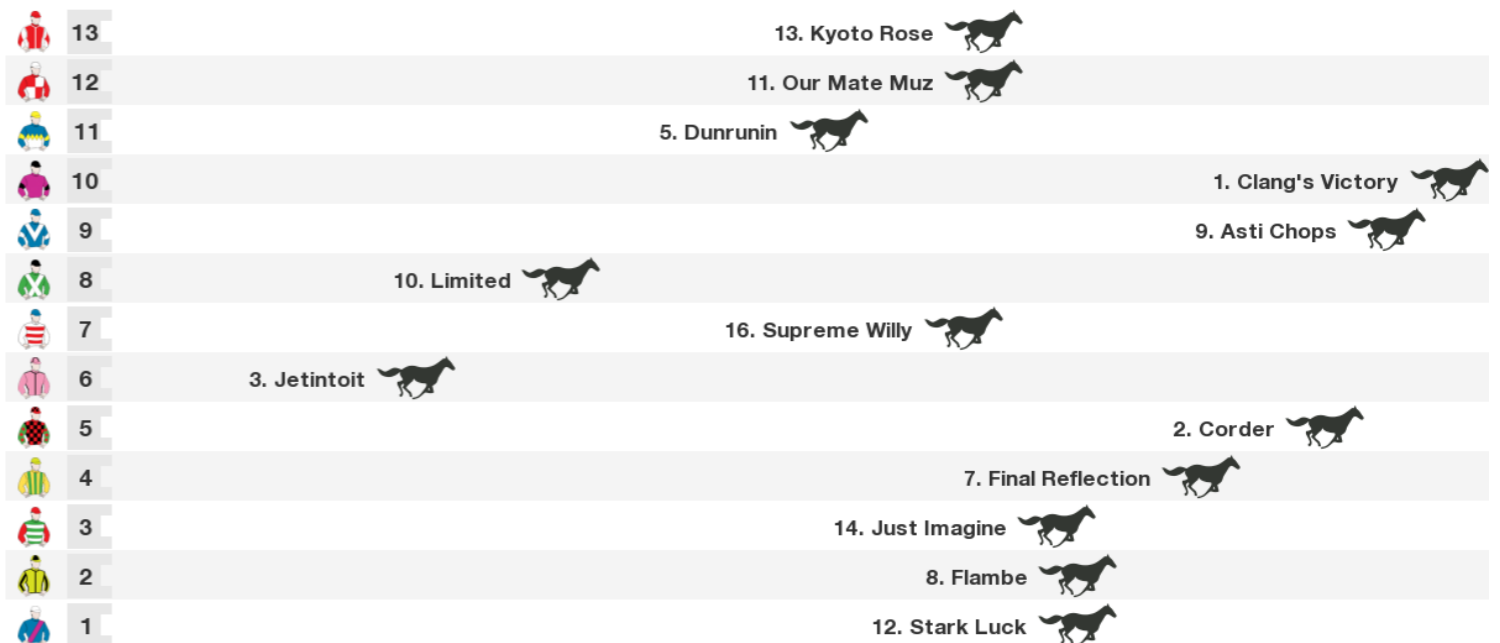 13 13. Kyoto Rose
12 11. Our Mate Muz
11 5. Dunrunin
10 1. Clang's Victory
9 9. Asti Chops
8 10. Limited
7 16. Supreme Willy
6 3. Jetintoit
5 2. Corder
4 7. Final Reflection
3 14. Just Imagine
2 8. Flambe
1 12. Stark Luck